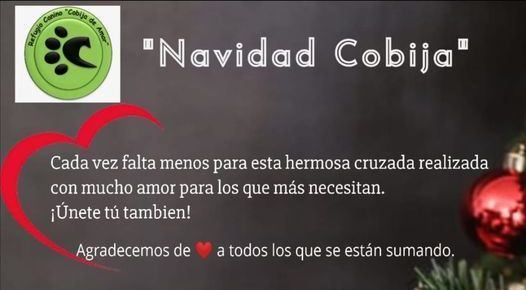 Refugio Canino "Cobija de Amor"
"Navidad Cobija"
Cada vez falta menos para esta hermosa cruzada realizada
con mucho amor para los que más necesitan.
¡Únete tú tambien!
Agradecemos de ❤️ a todos los que se están sumando.